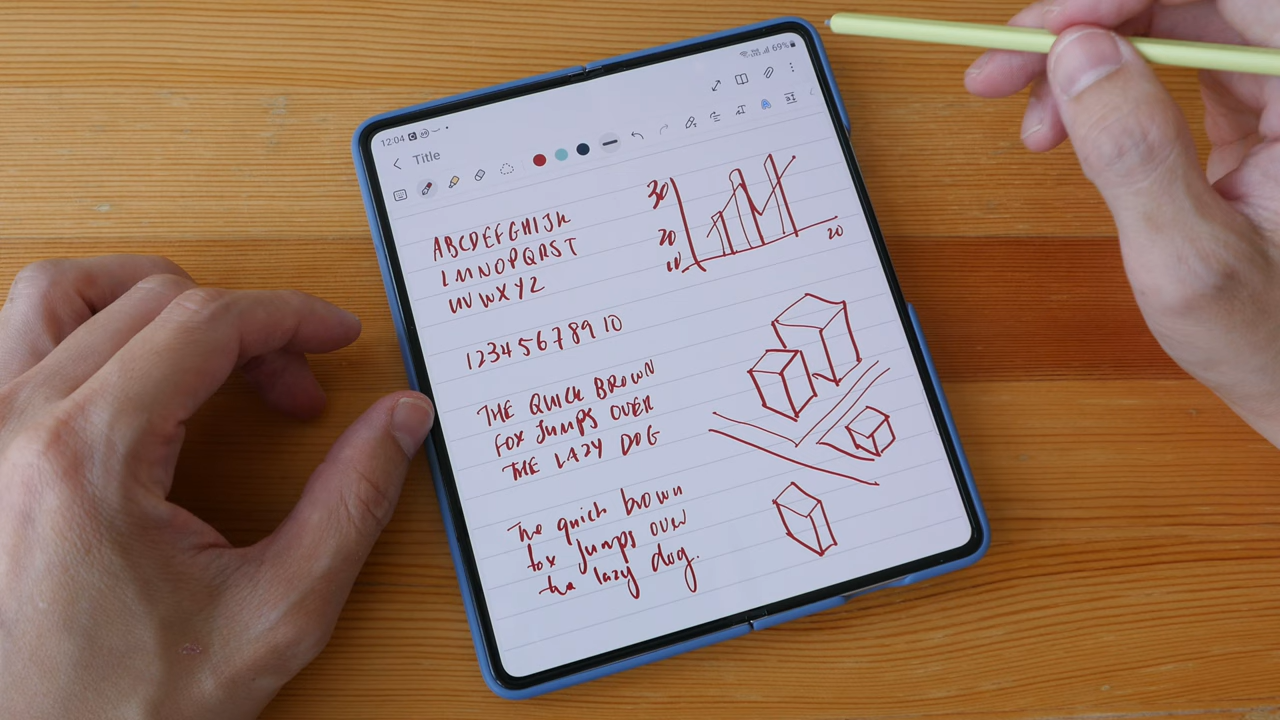 12:04
69%
Title
ABCDEFGHIJK
LMNOPQRST
UVWXYZ
12345678910
THE QUICK BROWN
FOX JUMPS OVER
THE LAZY DOG
The quick brown
fox jumps over
the lazy dog.
30
20
10
20